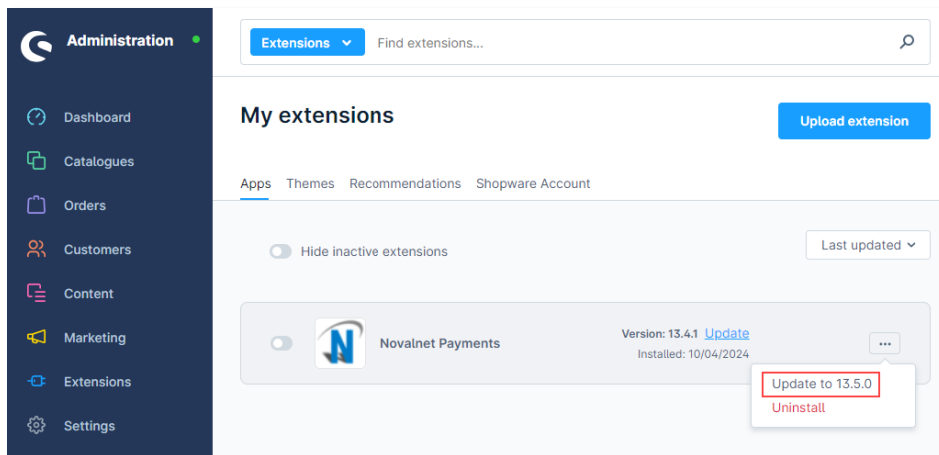 Administration
Extensions
Find extensions...
Dashboard
Catalogues
Orders
Customers
Content
Marketing
Extensions
Settings
My extensions
Upload extension
Apps Themes Recommendations Shopware Account
Hide inactive extensions
Last updated
N
Novalnet Payments
Version: 13.4.1 Update
Installed: 10/04/2024
...
Update to 13.5.0
Uninstall